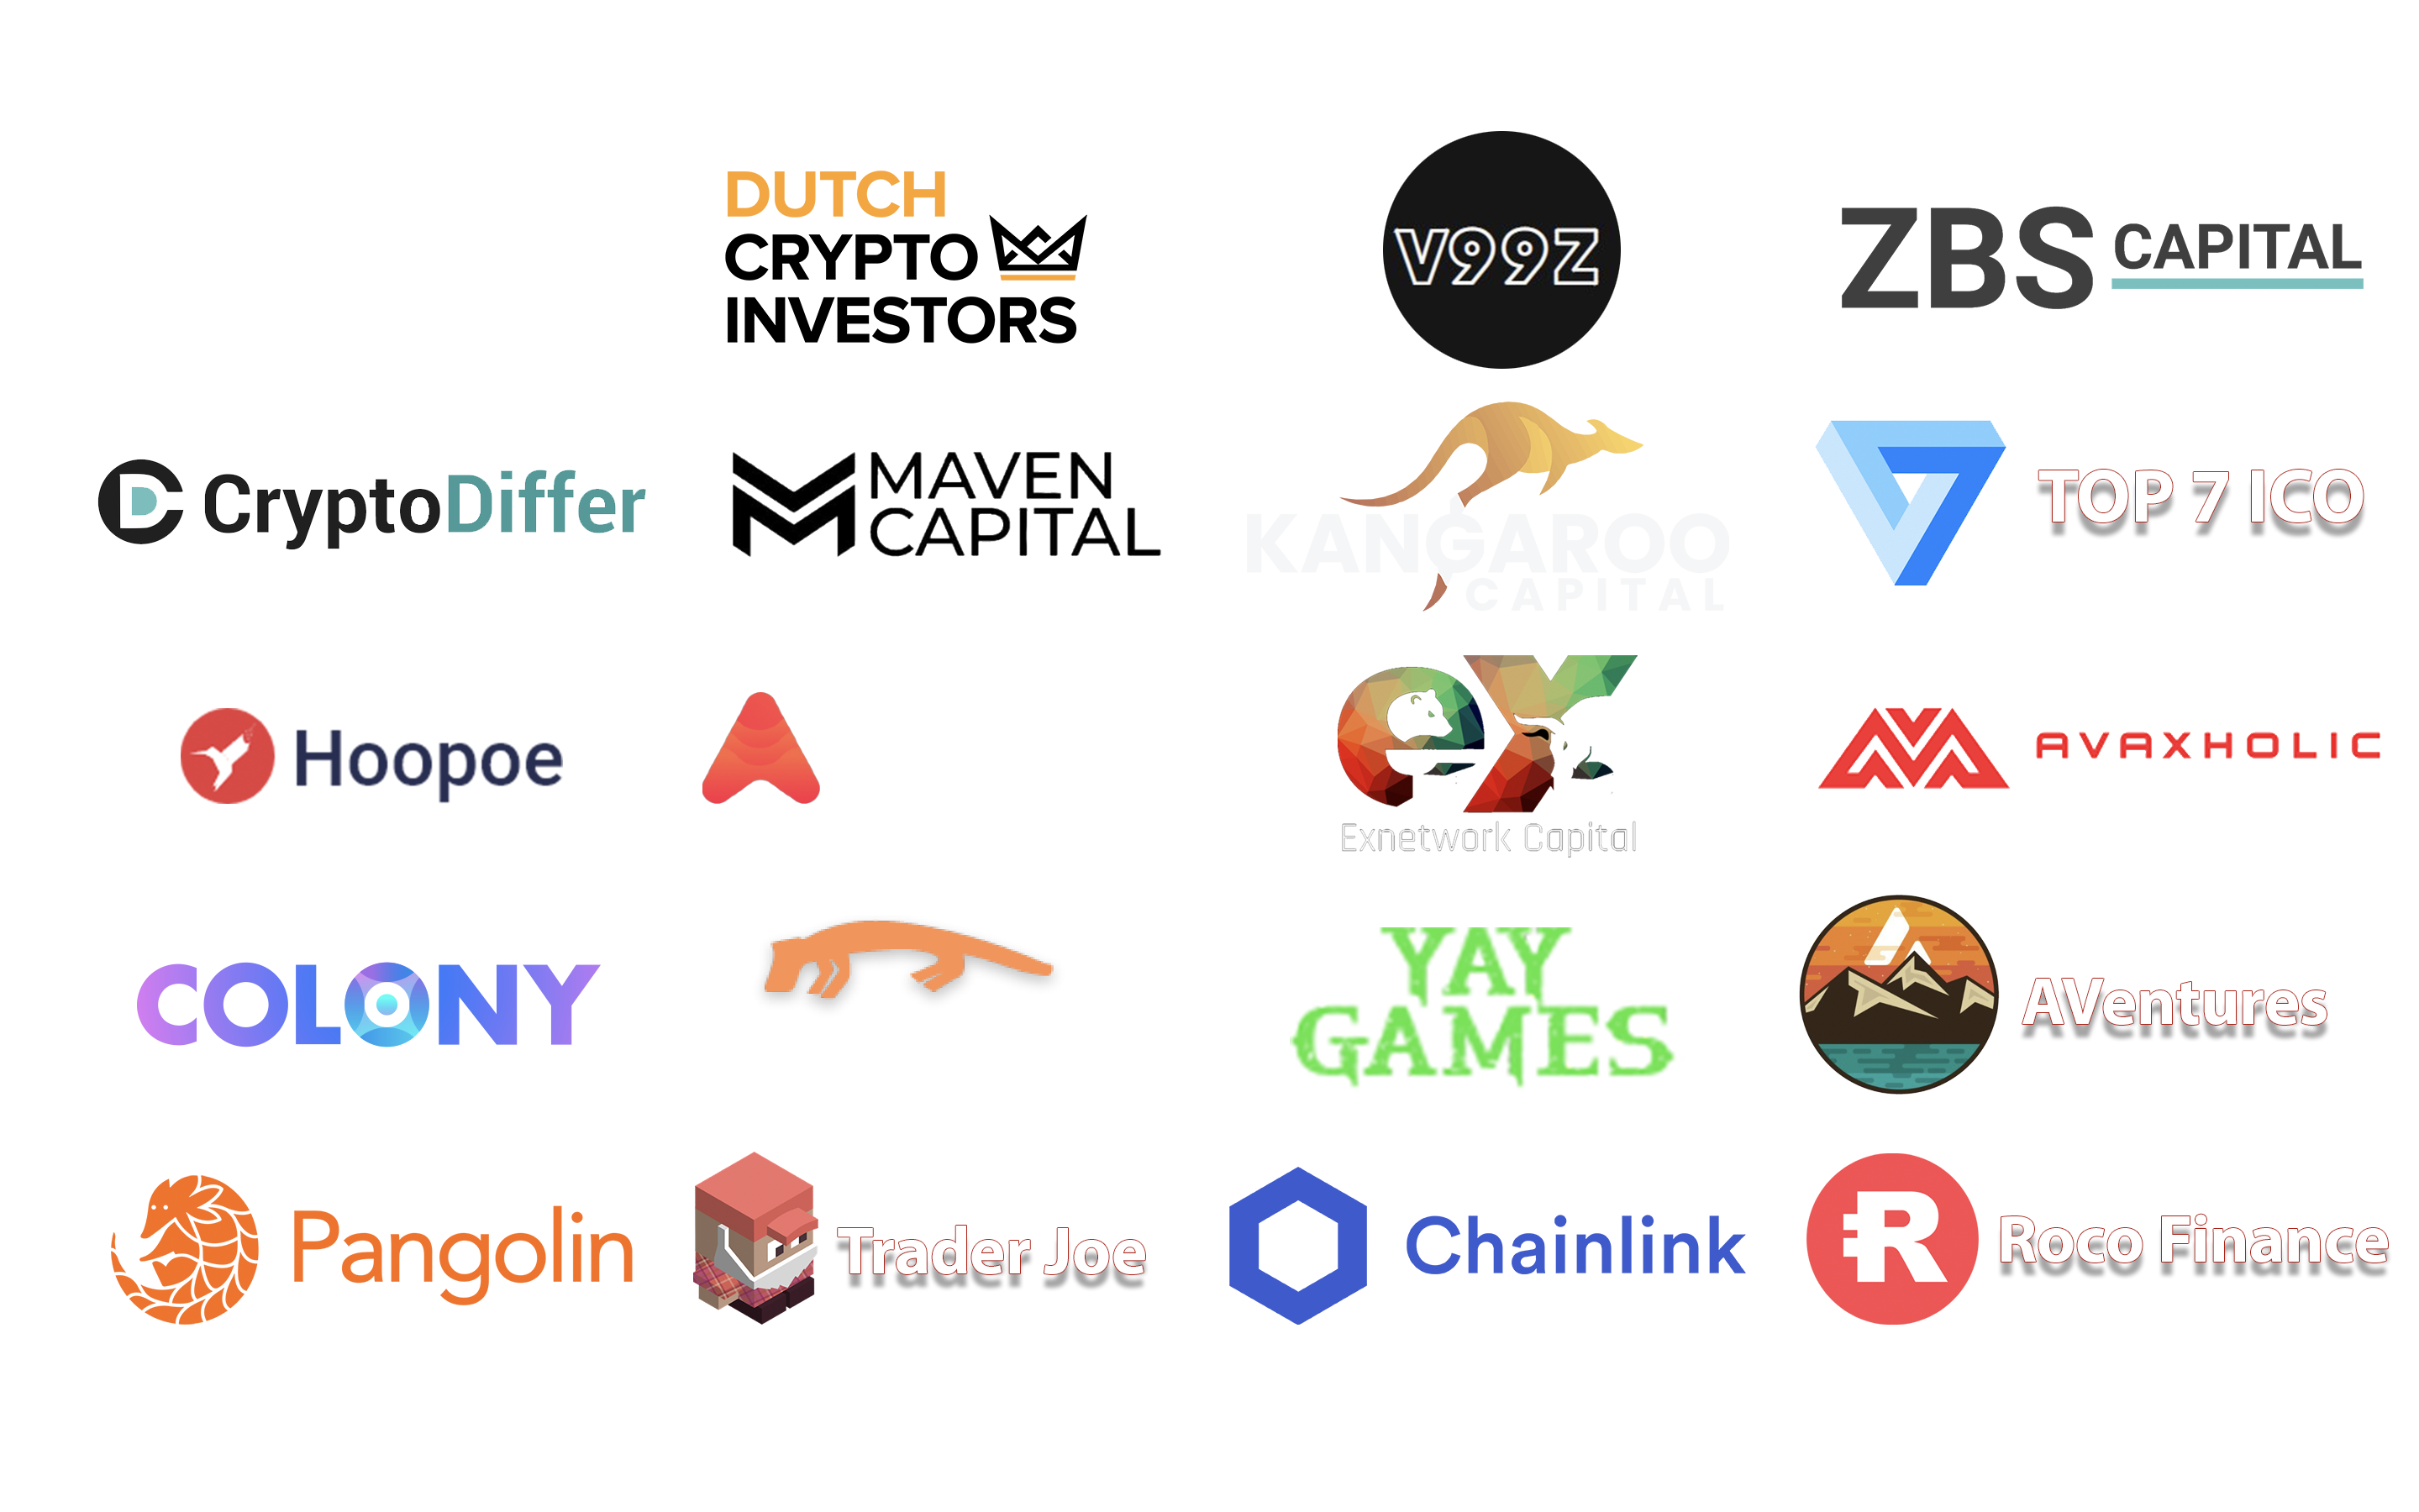 DUTCH
CRYPTO
INVESTORS
V99Z
ZBS CAPITAL
CryptoDiffer
MAVEN
CAPITAL
KANGAROO
CAPITAL
TOP 7 ICO
Hoopoe
eX
Exnetwork Capital
AVAXHOLIC
COLONY
YAY
GAMES
AVentures
Pangolin
Trader Joe
Chainlink
Roco Finance